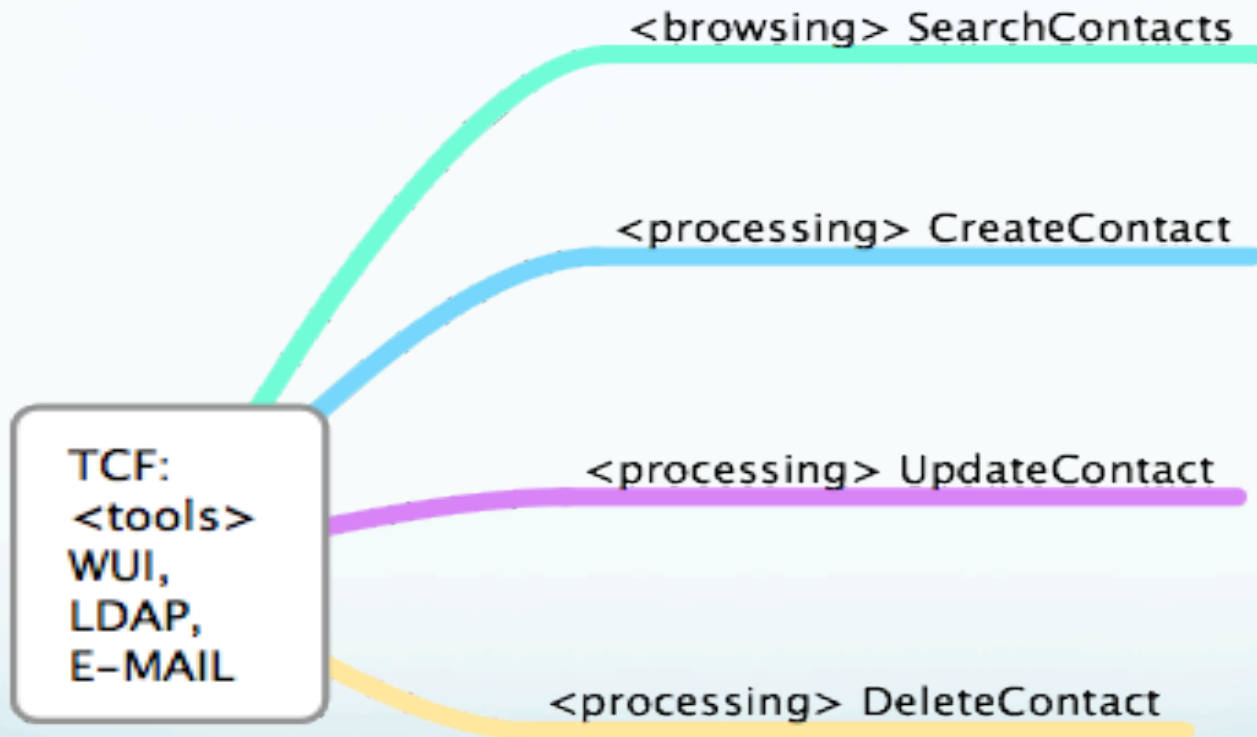 <browsing> SearchContacts
<processing> CreateContact
<processing> UpdateContact
TCF:
<tools>
WUI,
LDAP,
E-MAIL
<processing> DeleteContact